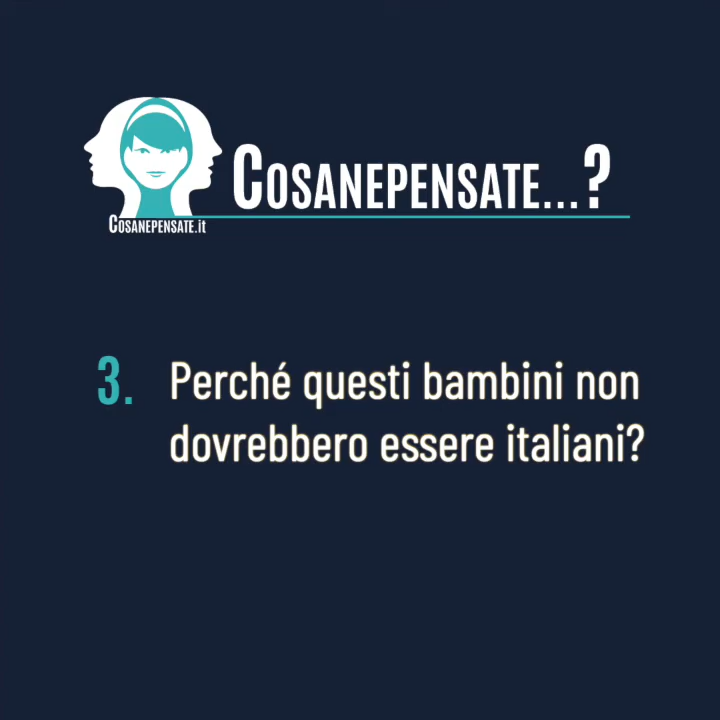 COSANEPENSATE...?
COSANEPENSATE.it
3. Perché questi bambini non
dovrebbero essere italiani?